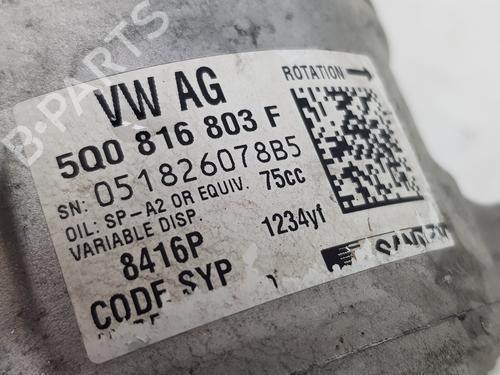 B-PARTS
VW AG
ROTATION
5Q0 816 803 F
SN: 051826078B5
OIL: SP-A2 OR EQUIV. 75cc
VARIABLE DISP.
8416P 1234yf
CODE SYP